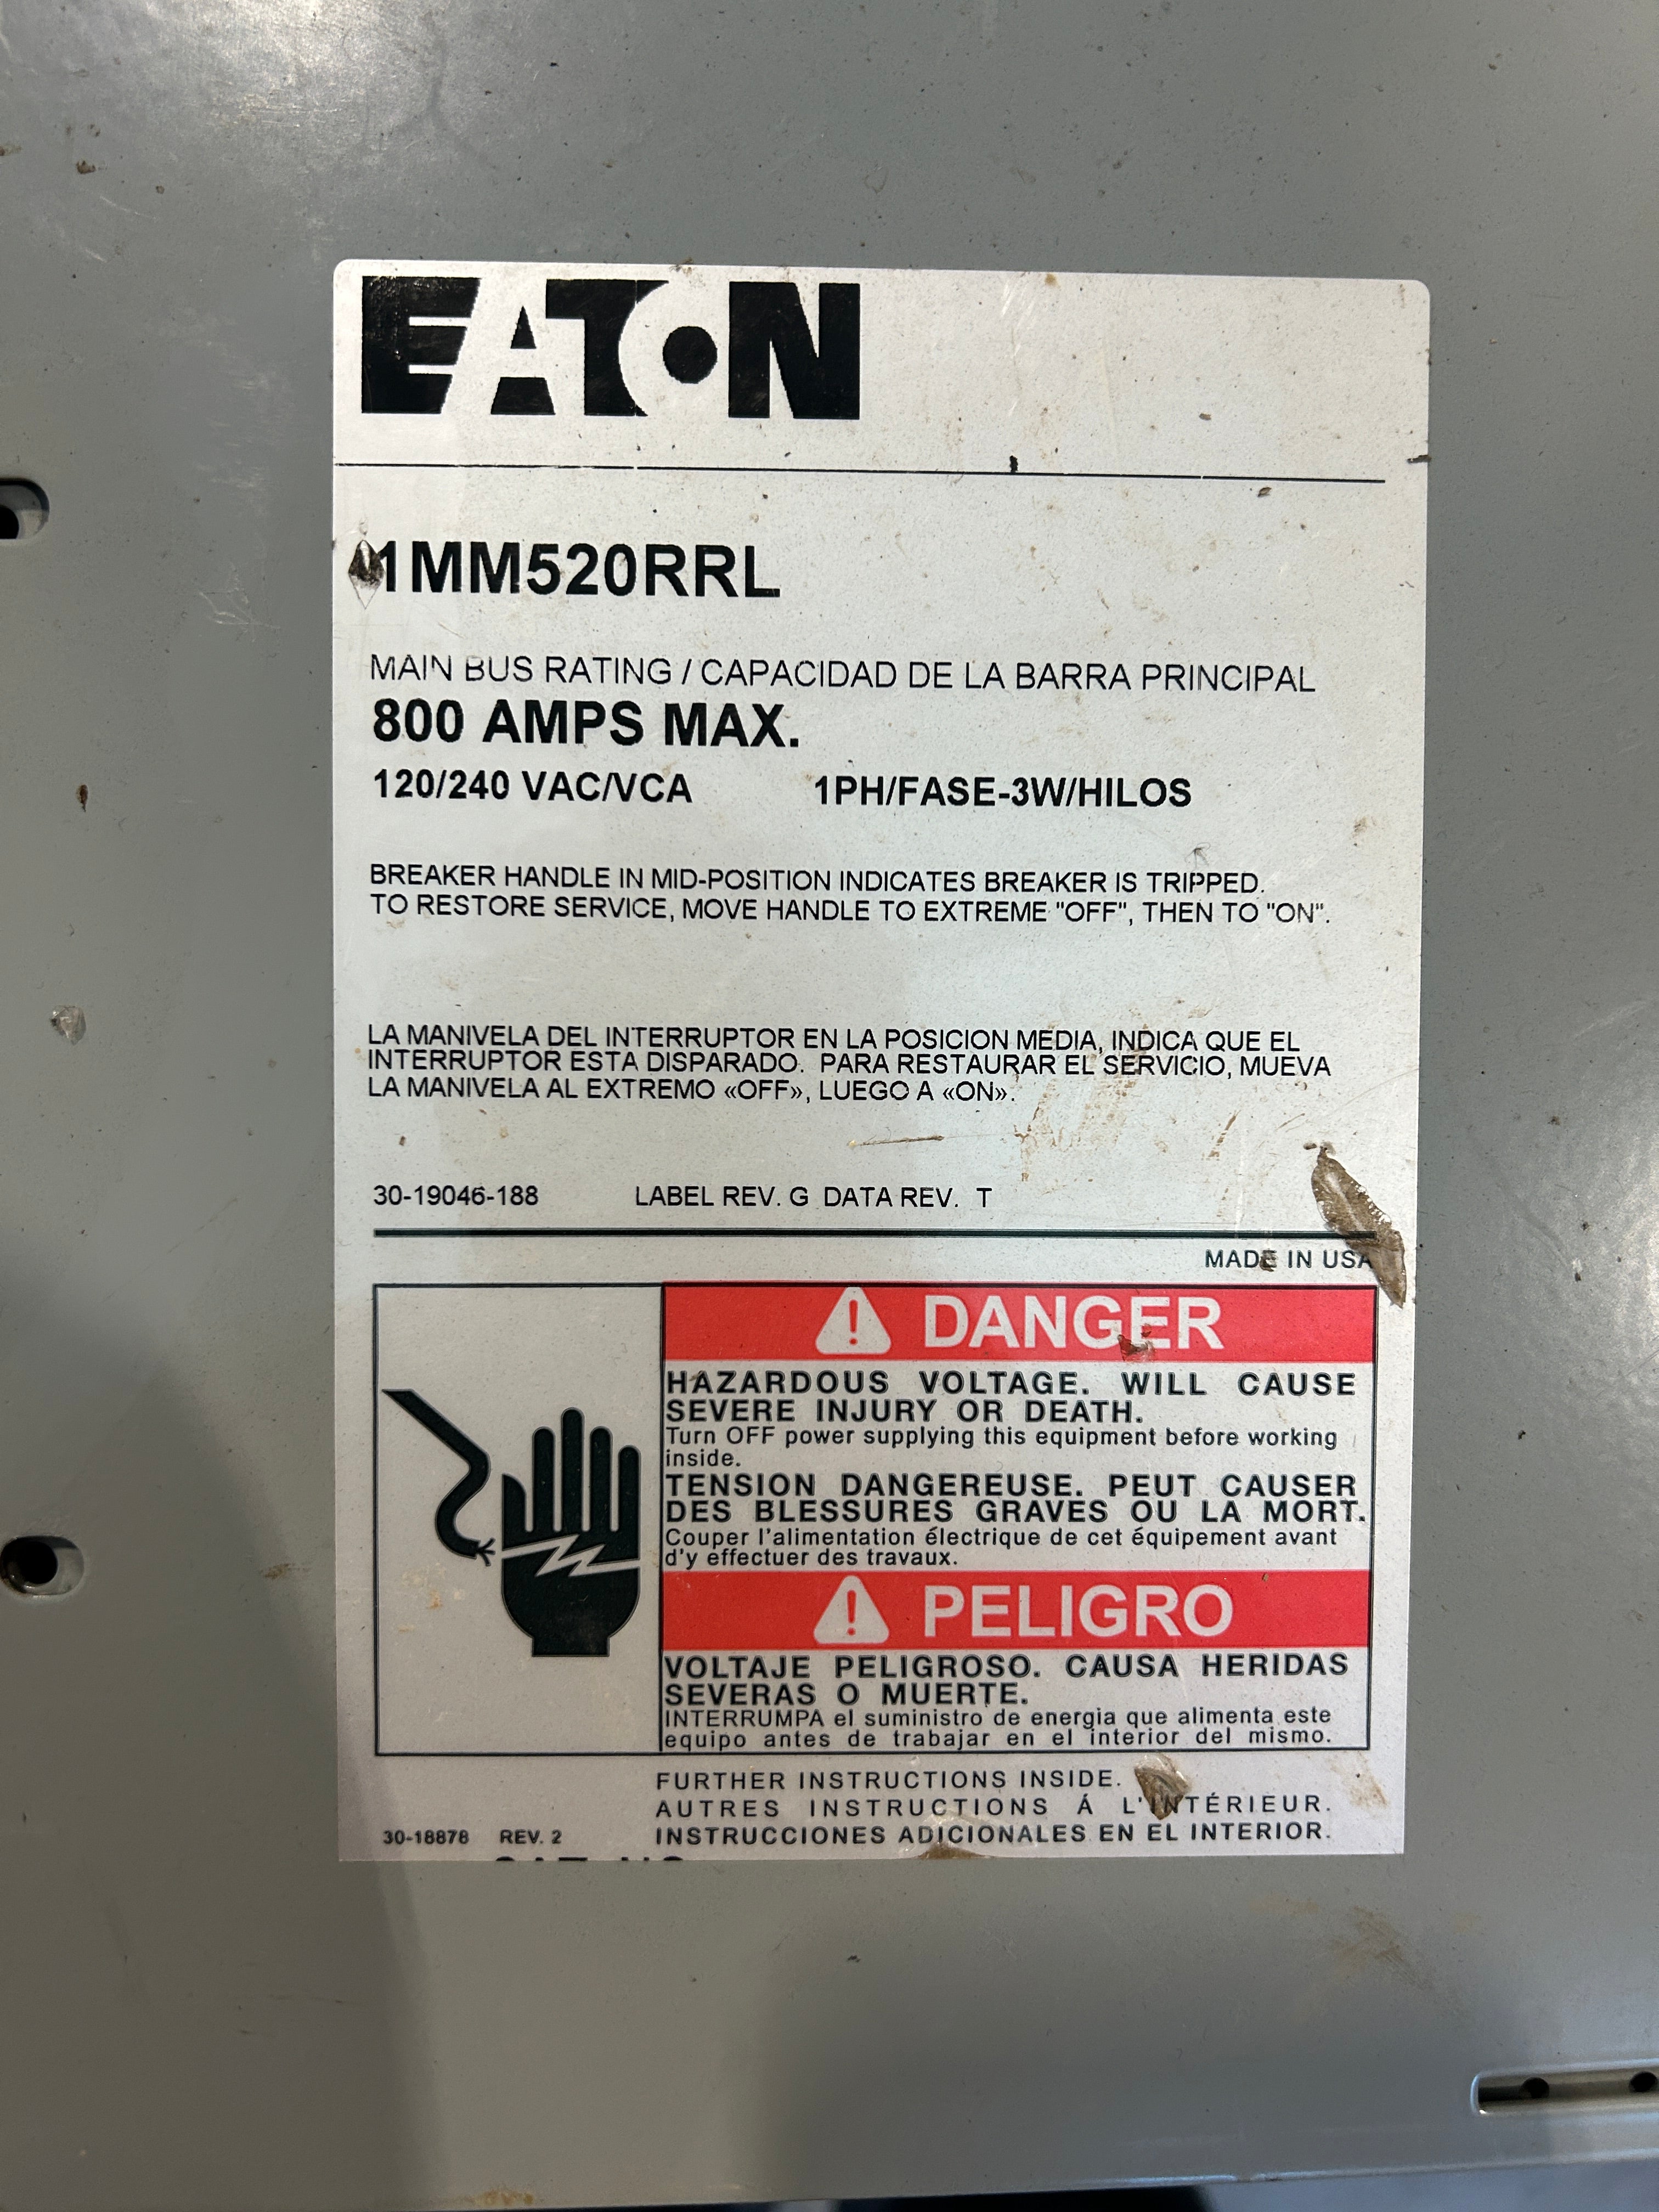 EATON
1MM520RRL
MAIN BUS RATING / CAPACIDAD DE LA BARRA PRINCIPAL
800 AMPS MAX.
120/240 VAC/VCA 1PH/FASE-3W/HILOS
BREAKER HANDLE IN MID-POSITION INDICATES BREAKER IS TRIPPED.
TO RESTORE SERVICE, MOVE HANDLE TO EXTREME "OFF", THEN TO "ON".
LA MANIVELA DEL INTERRUPTOR EN LA POSICION MEDIA, INDICA QUE EL
INTERRUPTOR ESTA DISPARADO. PARA RESTAURAR EL SERVICIO, MUEVA
LA MANIVELA AL EXTREMO «OFF», LUEGO A «ON».
30-19046-188 LABEL REV. G DATA REV. T
MADE IN USA
DANGER
HAZARDOUS VOLTAGE. WILL CAUSE
SEVERE INJURY OR DEATH.
Turn OFF power supplying this equipment before working
inside.
TENSION DANGEREUSE. PEUT CAUSER
DES BLESSURES GRAVES OU LA MORT.
Couper l'alimentation électrique de cet équipement avant
d'y effectuer des travaux.
PELIGRO
VOLTAJE PELIGROSO. CAUSA HERIDAS
SEVERAS O MUERTE.
INTERRUMPA el suministro de energia que alimenta este
equipo antes de trabajar en el interior del mismo.
FURTHER INSTRUCTIONS INSIDE.
AUTRES INSTRUCTIONS Á L'INTÉRIEUR.
30-18878 REV. 2 INSTRUCCIONES ADICIONALES EN EL INTERIOR.